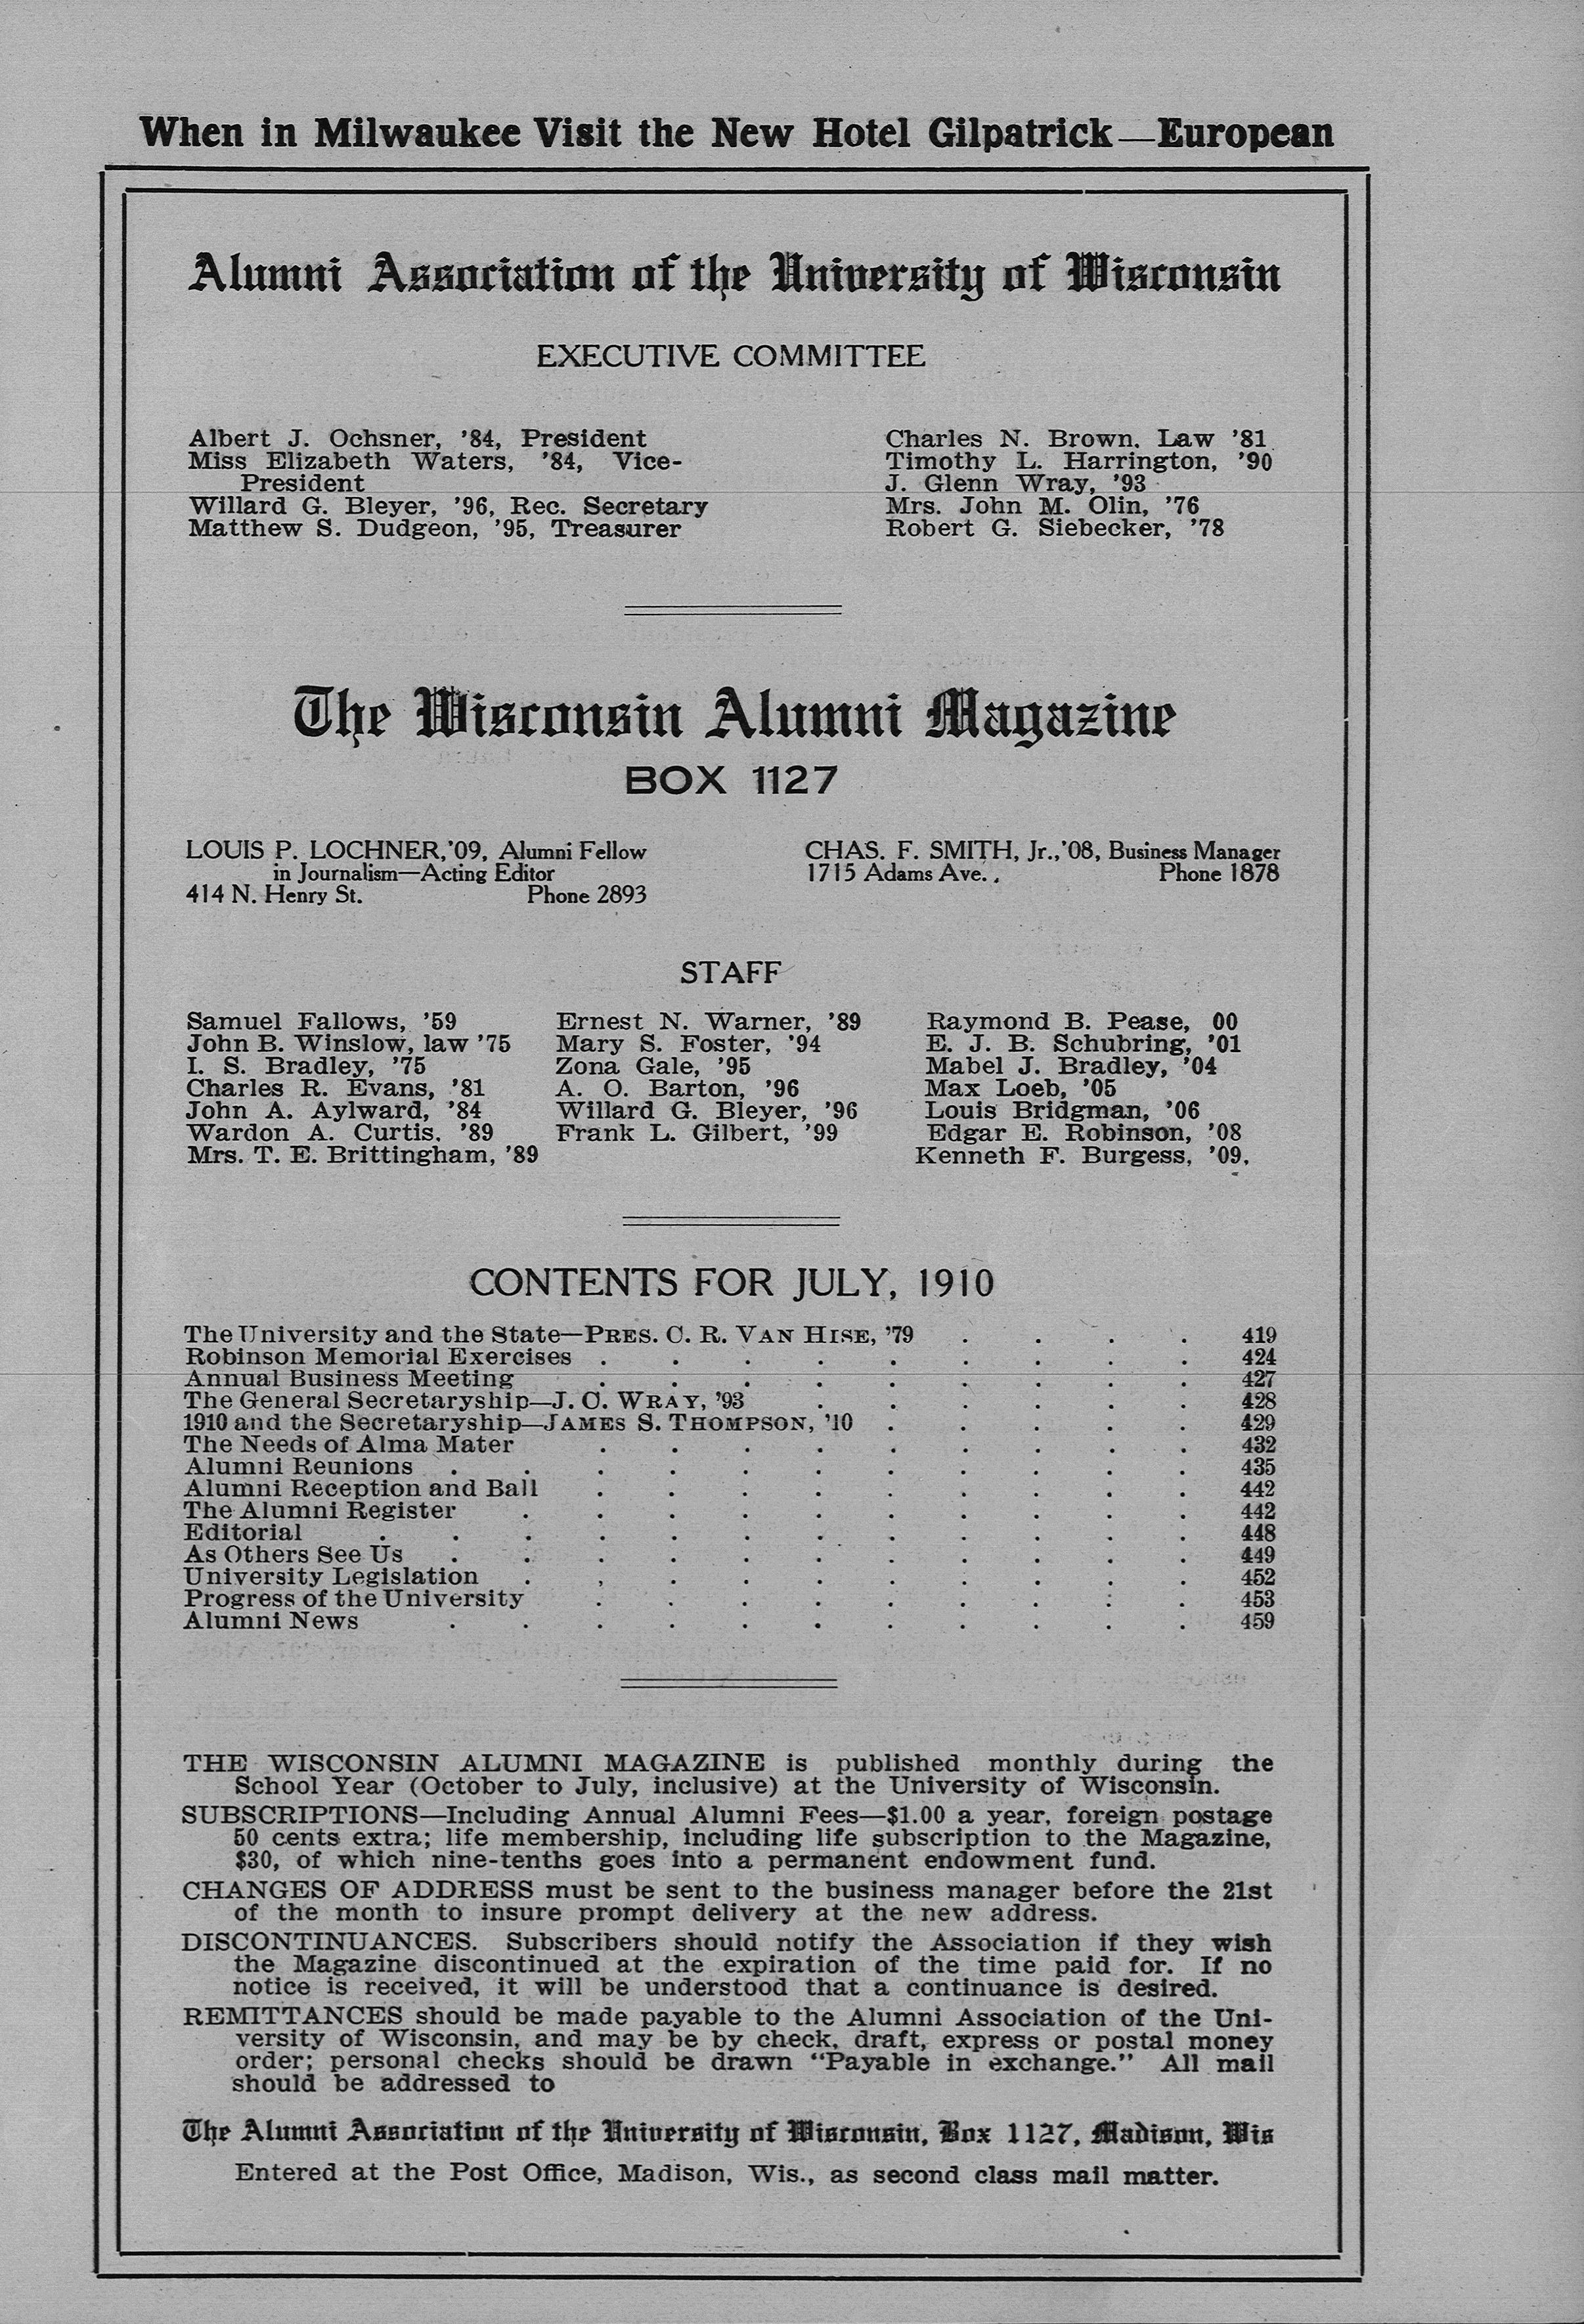 When in Milwaukee Visit the New Hotel Gilpatrick—European
Alumni Association of the University of Wisconsin
EXECUTIVE COMMITTEE
Albert J. Ochsner, '84, President
Miss Elizabeth Waters, '84, Vice-
President
Willard G. Bleyer, '96, Rec. Secretary
Matthew S. Dudgeon, '95, Treasurer
Charles N. Brown. Law '81
Timothy L. Harrington, '90
J. Glenn Wray, '93
Mrs. John M. Olin, '76
Robert G. Siebecker, '78
The Wisconsin Alumni Magazine
BOX 1127
LOUIS P. LOCHNER,'09, Alumni Fellow
in Journalism—Acting Editor
414 N. Henry St. Phone 2893
CHAS. F. SMITH, Jr.,'08, Business Manager
1715 Adams Ave. Phone 1878
STAFF
Samuel Fallows, '59
John B. Winslow, law '75
I. S. Bradley, '75
Charles R. Evans, '81
John A. Aylward, '84
Wardon A. Curtis. '89
Mrs. T. E. Brittingham, '89
Ernest N. Warner, '89
Mary S. Foster, '94
Zona Gale, '95
A. O. Barton, '96
Willard G. Bleyer, '96
Frank L. Gilbert, '99
Raymond B. Pease, 00
E. J. B. Schubring, '01
Mabel J. Bradley, '04
Max Loeb, '05
Louis Bridgman, '06
Edgar E. Robinson, '08
Kenneth F. Burgess, '09,
CONTENTS FOR JULY, 1910
The University and the State—PRES. C. R. VAN HISE, '79 . . . . 419
Robinson Memorial Exercises . . . . . . . . . 424
Annual Business Meeting . . . . . . . . . 427
The General Secretaryship—J. C. WRAY, '93 . . . . . . 428
1910 and the Secretaryship—JAMES S. THOMPSON, '10 . . . . . 429
The Needs of Alma Mater . . . . . . . . . 432
Alumni Reunions . . . . . . . . . . . 435
Alumni Reception and Ball . . . . . . . . . 442
The Alumni Register . . . . . . . . . . 442
Editorial . . . . . . . . . . . . 448
As Others See Us . . . . . . . . . . . 449
University Legislation . . . . . . . . . . 452
Progress of the University . . . . . . . . . 453
Alumni News . . . . . . . . . . . 459
THE WISCONSIN ALUMNI MAGAZINE is published monthly during the
School Year (October to July, inclusive) at the University of Wisconsin.
SUBSCRIPTIONS—Including Annual Alumni Fees—$1.00 a year, foreign postage
50 cents extra; life membership, including life subscription to the Magazine,
$30, of which nine-tenths goes into a permanent endowment fund.
CHANGES OF ADDRESS must be sent to the business manager before the 21st
of the month to insure prompt delivery at the new address.
DISCONTINUANCES. Subscribers should notify the Association if they wish
the Magazine discontinued at the expiration of the time paid for. If no
notice is received, it will be understood that a continuance is desired.
REMITTANCES should be made payable to the Alumni Association of the Uni-
versity of Wisconsin, and may be by check, draft, express or postal money
order; personal checks should be drawn "Payable in exchange." All mail
should be addressed to
The Alumni Association of the University of Wisconsin, Box 1127, Madison, Wis
Entered at the Post Office, Madison, Wis., as second class mail matter.